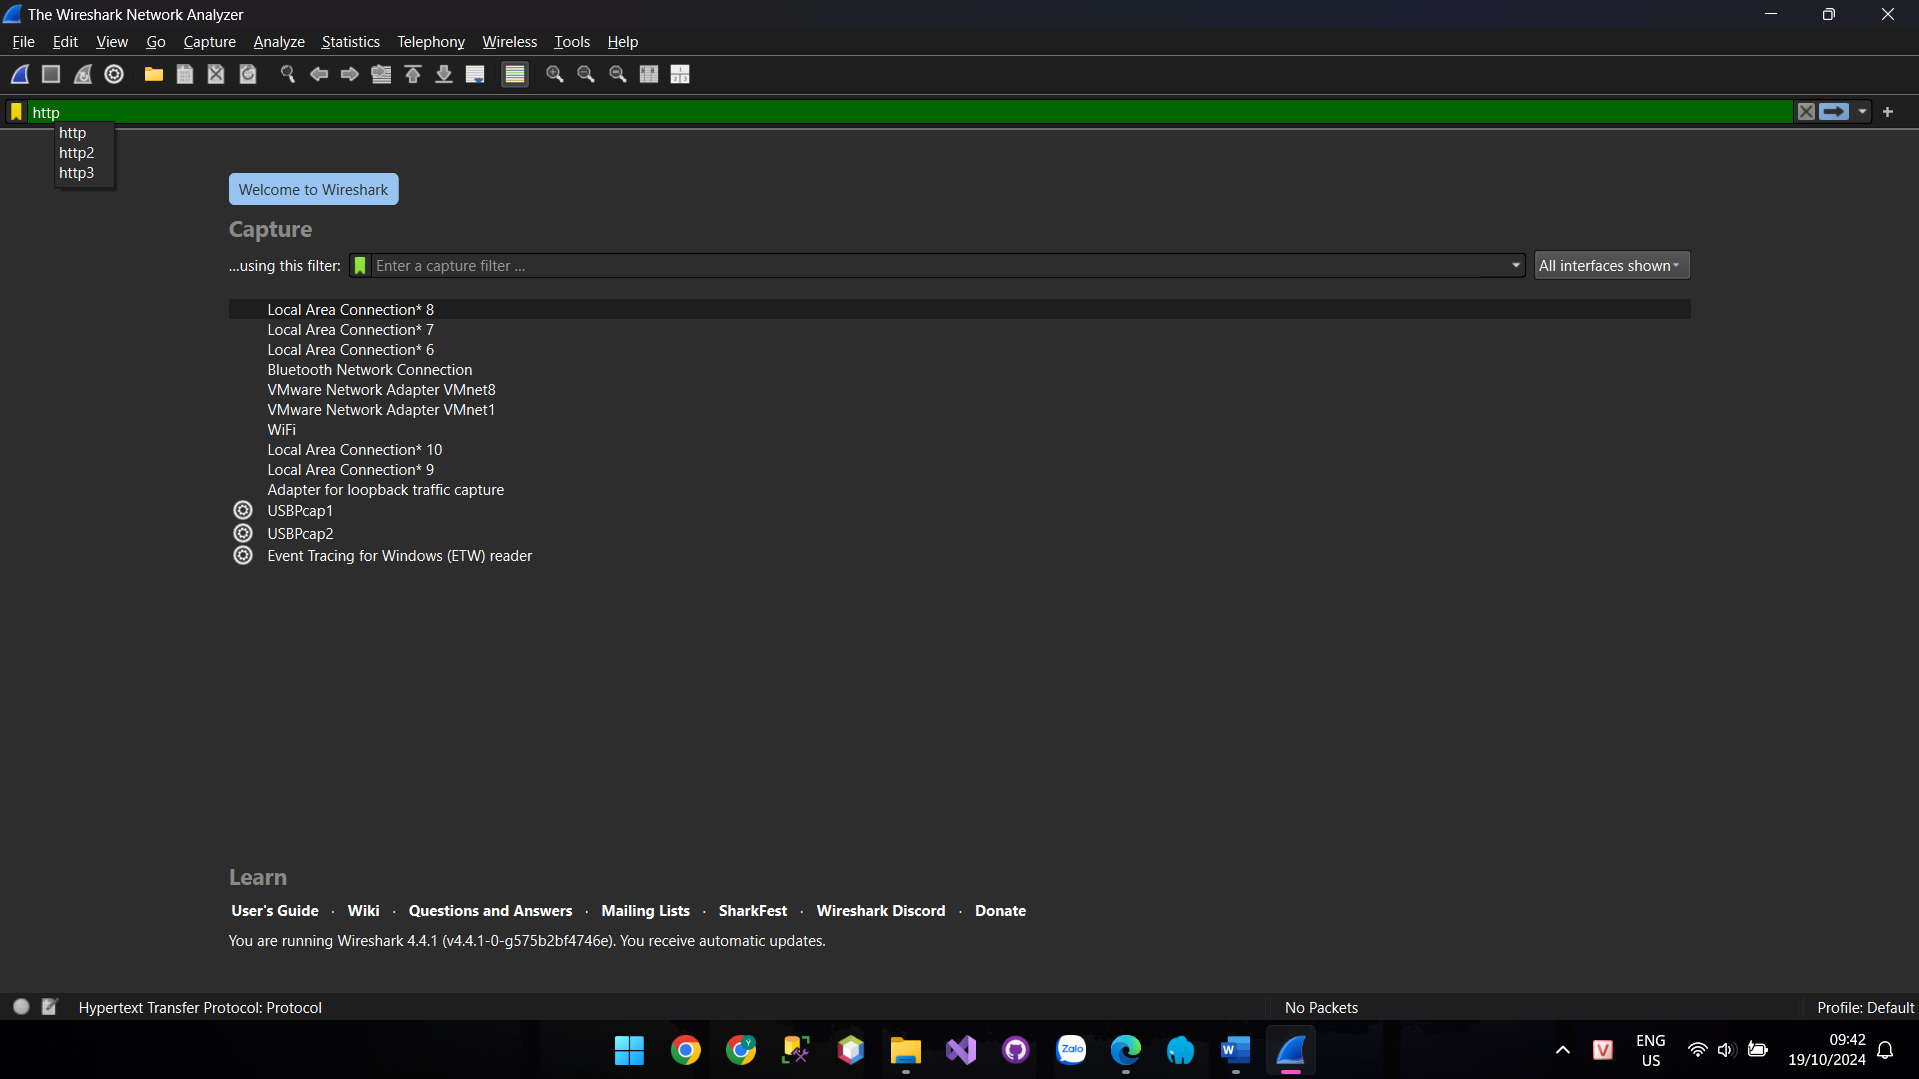 The Wireshark Network Analyzer
File Edit View Go Capture Analyze Statistics Telephony Wireless Tools Help
http
http
http2
http3
Welcome to Wireshark
Capture
...using this filter: Enter a capture filter ... All interfaces shown
Local Area Connection* 8
Local Area Connection* 7
Local Area Connection* 6
Bluetooth Network Connection
VMware Network Adapter VMnet8
VMware Network Adapter VMnet1
WiFi
Local Area Connection* 10
Local Area Connection* 9
Adapter for loopback traffic capture
USBPcap1
USBPcap2
Event Tracing for Windows (ETW) reader
Learn
User's Guide · Wiki · Questions and Answers · Mailing Lists · SharkFest · Wireshark Discord · Donate
You are running Wireshark 4.4.1 (v4.4.1-0-g575b2bf4746e). You receive automatic updates.
Hypertext Transfer Protocol: Protocol No Packets Profile: Default
Zalo
W
V
ENG
US
09:42
19/10/2024